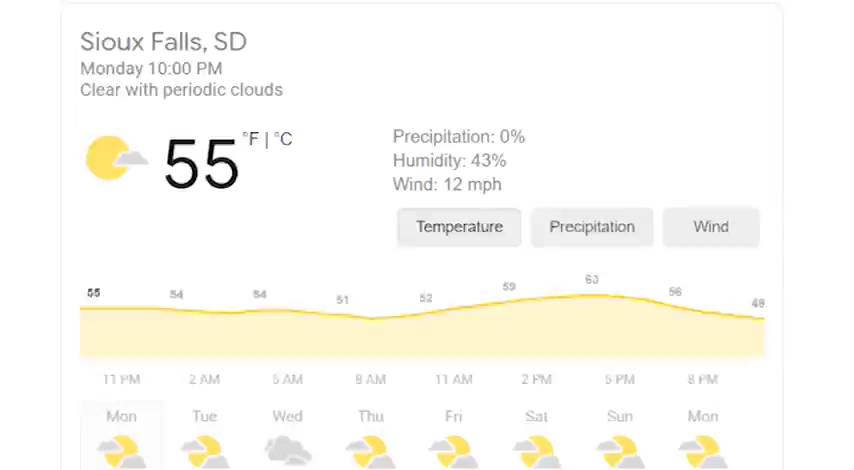 Sioux Falls, SD
Monday 10:00 PM
Clear with periodic clouds
55 °F | °C
Precipitation: 0%
Humidity: 43%
Wind: 12 mph
Temperature Precipitation Wind
55 54 54 51 52 59 63 56 48
11 PM 2 AM 5 AM 8 AM 11 AM 2 PM 5 PM 8 PM
Mon Tue Wed Thu Fri Sat Sun Mon